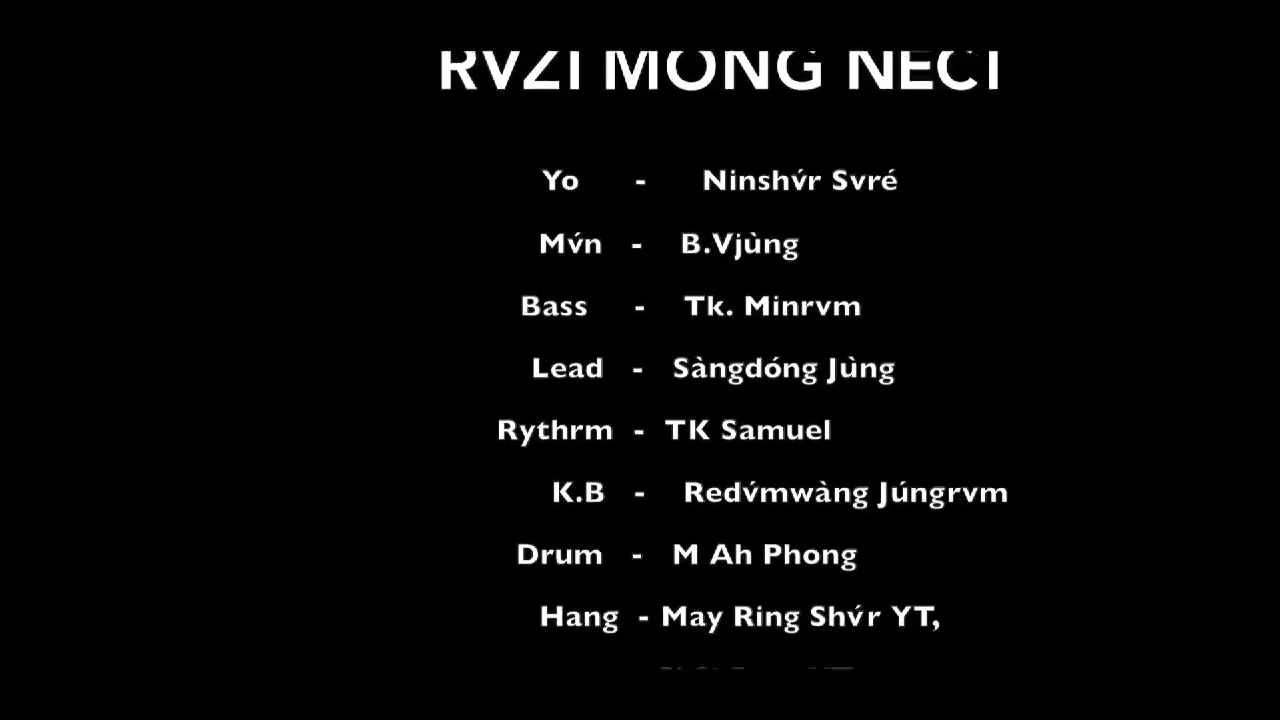 RVZI MONG NECT
Yo - Ninshv́r Svré
Mv́n - B.Vjùng
Bass - Tk. Minrvm
Lead - Sàngdóng Jùng
Rythrm - TK Samuel
K.B - Redv́mwàng Júngrvm
Drum - M Ah Phong
Hang - May Ring Shv́r YT,